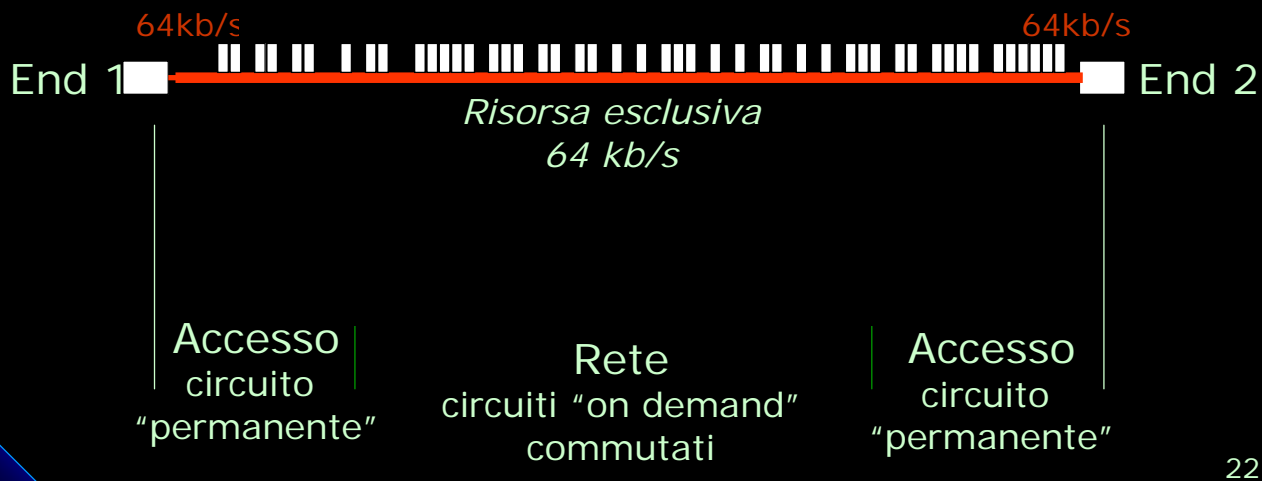 64kb/s
64kb/s
End 1
End 2
Risorsa esclusiva
64 kb/s
Accesso
circuito
“permanente”
Rete
circuiti “on demand”
commutati
Accesso
circuito
“permanente”
22